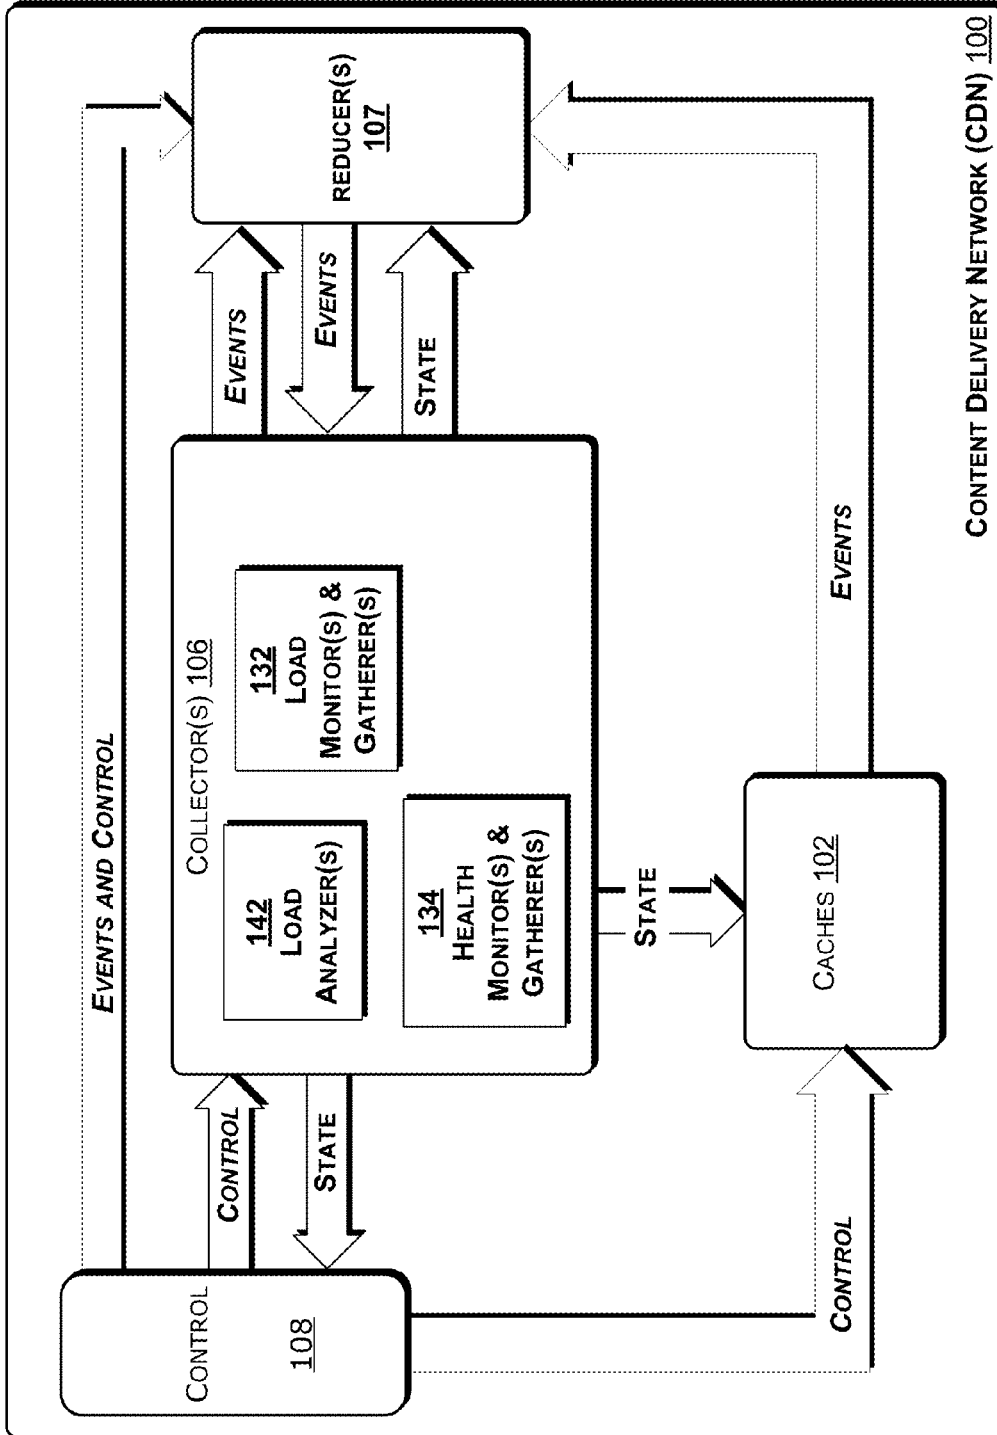 EVENTS AND CONTROL
CONTROL
108
CONTROL
STATE
COLLECTOR(S) 106
142
LOAD
ANALYZER(S)
132
LOAD
MONITOR(S) &
GATHERER(S)
134
HEALTH
MONITOR(S) &
GATHERER(S)
EVENTS
EVENTS
STATE
REDUCER(S)
107
STATE
CONTROL
CACHES 102
EVENTS
CONTENT DELIVERY NETWORK (CDN) 100